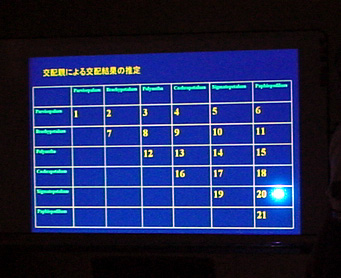 交配親による交配結果の推定
Parvisepalum Brachypetalum Polyantha Cochlopetalum Sigmatopetalum Paphiopedilum
Parvisepalum 1 2 3 4 5 6
Brachypetalum 7 8 9 10 11
Polyantha 12 13 14 15
Cochlopetalum 16 17 18
Sigmatopetalum 19 20
Paphiopedilum 21